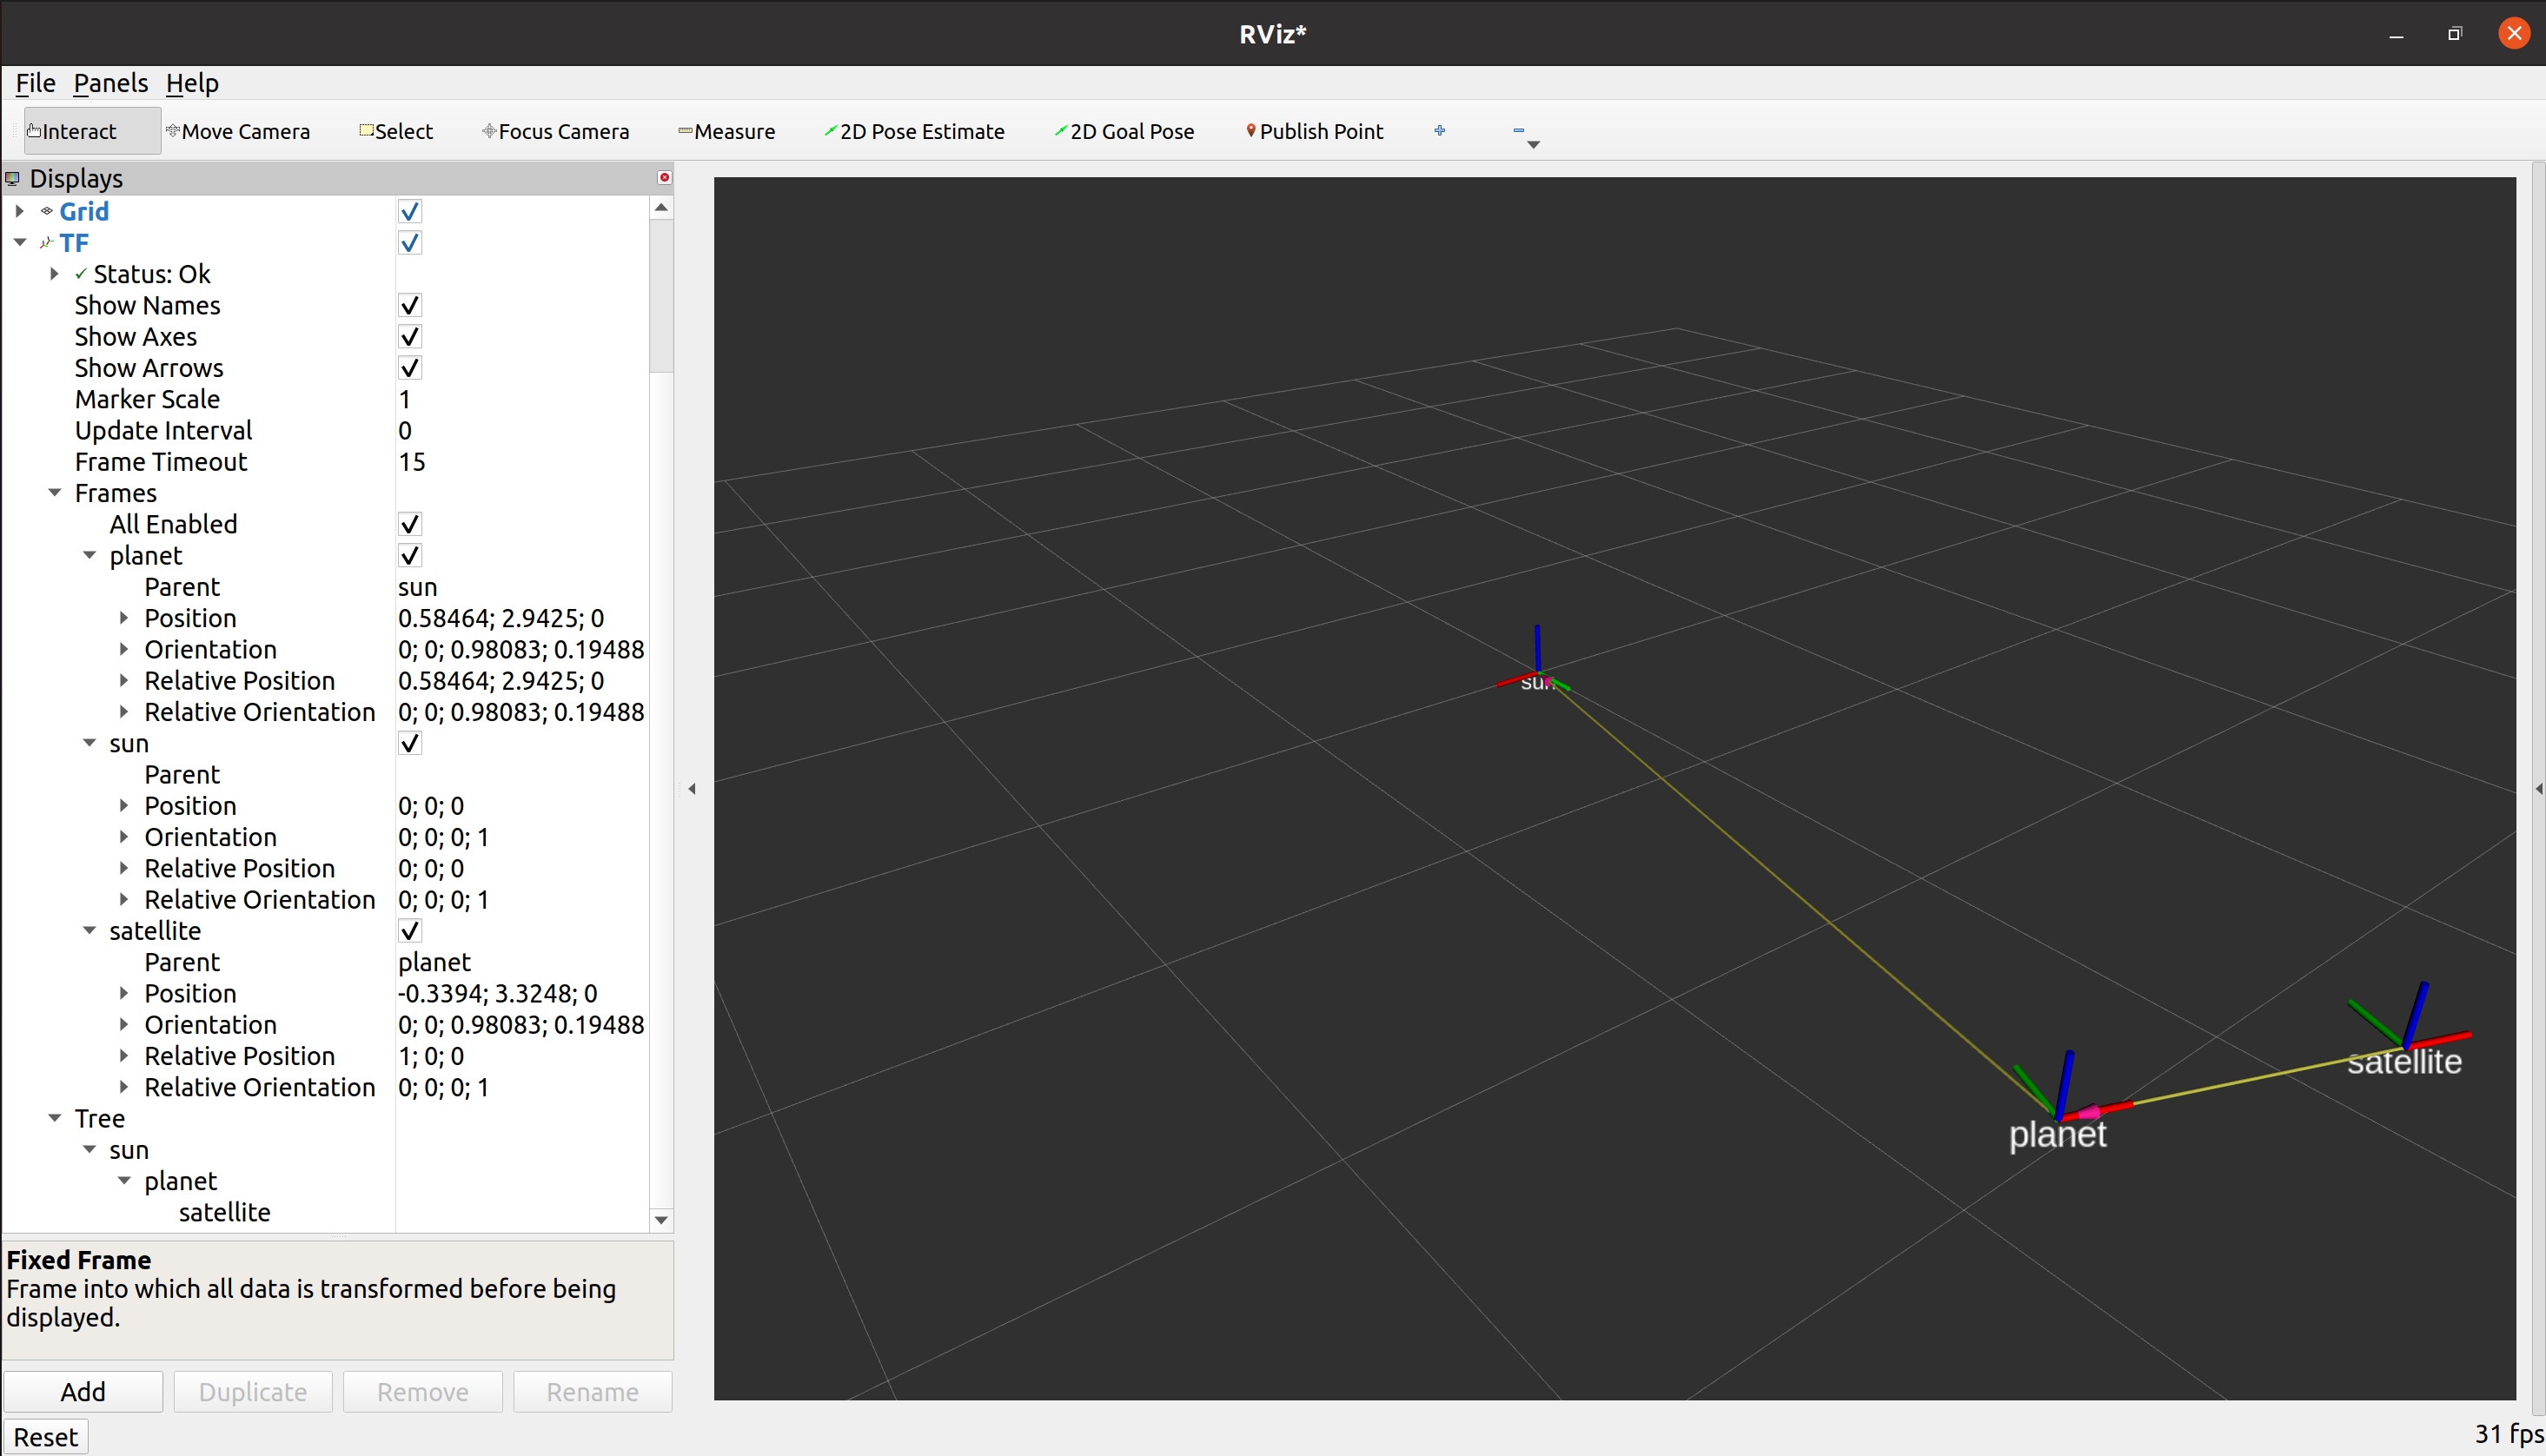 RViz*
File Panels Help
Interact Move Camera Select Focus Camera Measure 2D Pose Estimate 2D Goal Pose Publish Point
Displays
Grid
TF
Status: Ok
Show Names
Show Axes
Show Arrows
Marker Scale 1
Update Interval 0
Frame Timeout 15
Frames
All Enabled
planet
Parent sun
Position 0.58464; 2.9425; 0
Orientation 0; 0; 0.98083; 0.19488
Relative Position 0.58464; 2.9425; 0
Relative Orientation 0; 0; 0.98083; 0.19488
sun
Parent
Position 0; 0; 0
Orientation 0; 0; 0; 1
Relative Position 0; 0; 0
Relative Orientation 0; 0; 0; 1
satellite
Parent planet
Position -0.3394; 3.3248; 0
Orientation 0; 0; 0.98083; 0.19488
Relative Position 1; 0; 0
Relative Orientation 0; 0; 0; 1
Tree
sun
planet
satellite
Fixed Frame
Frame into which all data is transformed before being
displayed.
Add Duplicate Remove Rename
Reset
sun
satellite
planet
31 fps